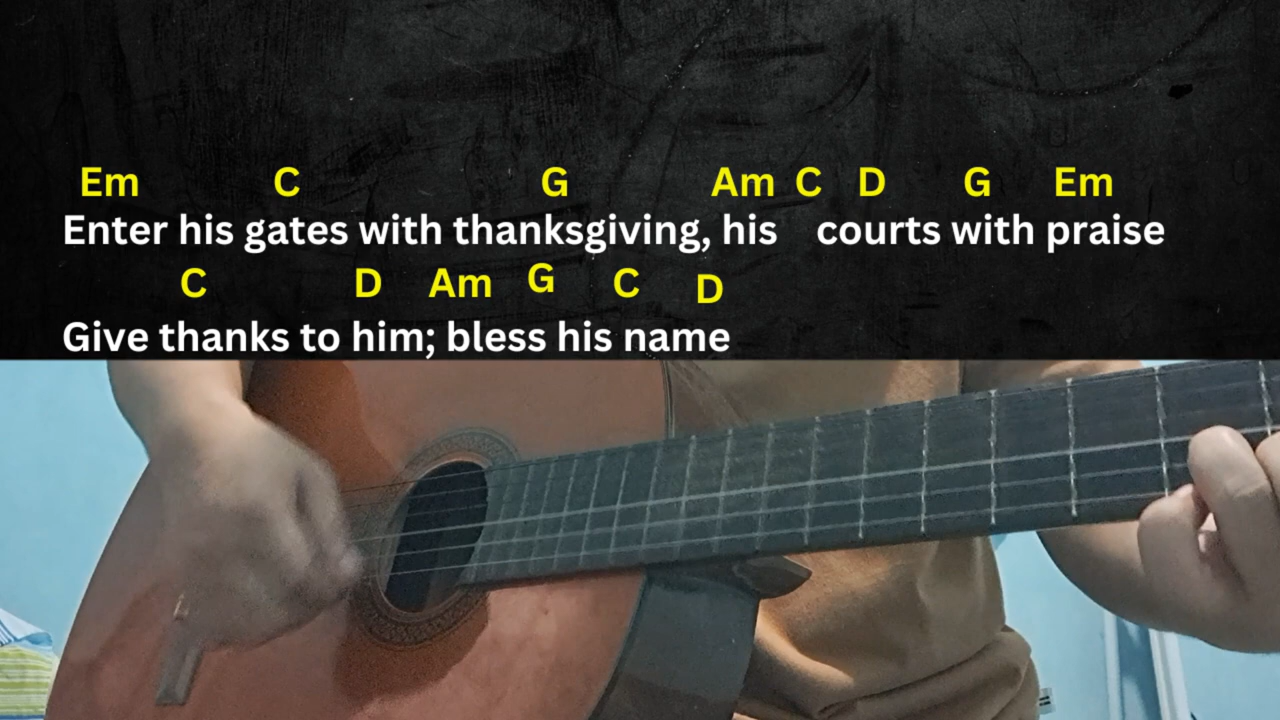 Em C G Am C D G Em
Enter his gates with thanksgiving, his courts with praise
C D Am G C D
Give thanks to him; bless his name